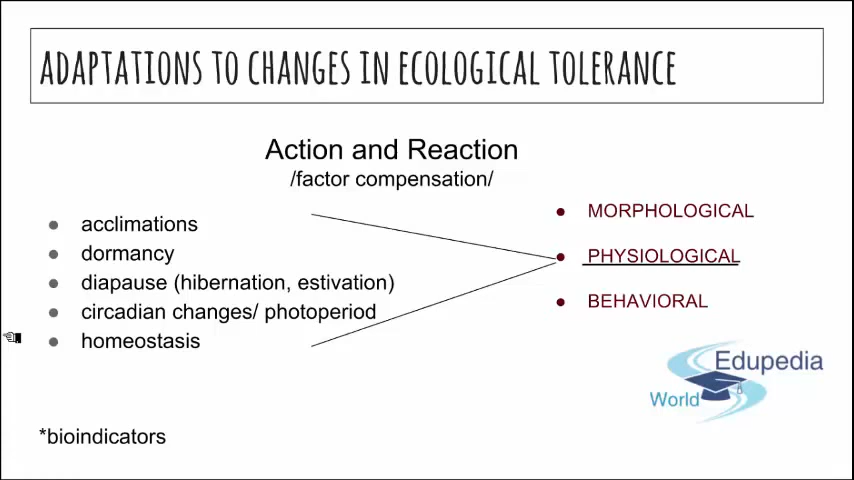 ADAPTATIONS TO CHANGES IN ECOLOGICAL TOLERANCE
Action and Reaction
/factor compensation/
acclimations
dormancy
diapause (hibernation, estivation)
circadian changes/ photoperiod
homeostasis
MORPHOLOGICAL
PHYSIOLOGICAL
BEHAVIORAL
Edupedia
World
*bioindicators